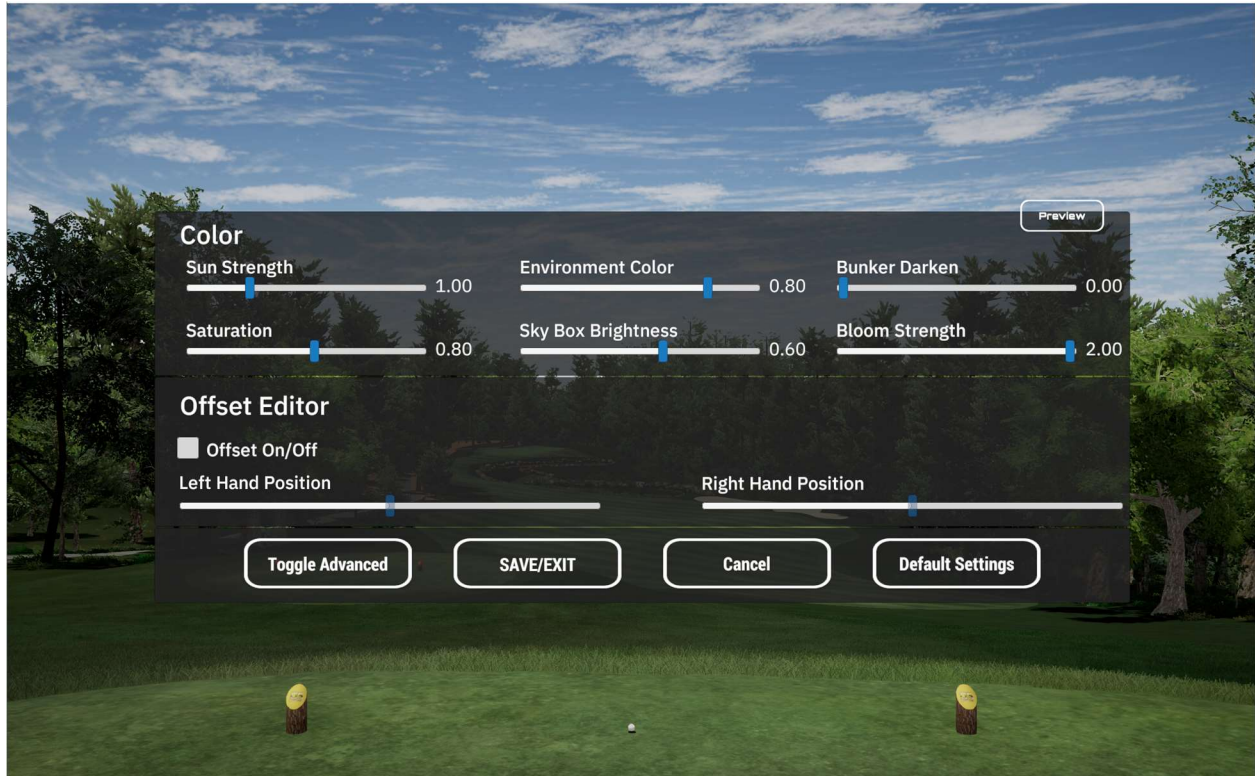 Preview
Color
Sun Strength
1.00
Environment Color
0.80
Bunker Darken
0.00
Saturation
0.80
Sky Box Brightness
0.60
Bloom Strength
2.00
Offset Editor
Offset On/Off
Left Hand Position
Right Hand Position
Toggle Advanced
SAVE/EXIT
Cancel
Default Settings